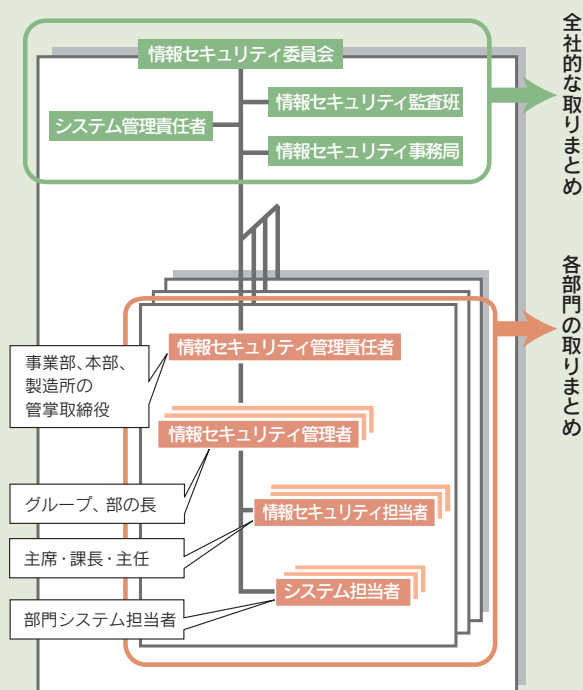 情報セキュリティ委員会
情報セキュリティ監査班
システム管理責任者
情報セキュリティ事務局
全社的な取りまとめ
情報セキュリティ管理責任者
事業部、本部、
製造所の
管掌取締役
情報セキュリティ管理者
グループ、部の長
情報セキュリティ担当者
主席・課長・主任
システム担当者
部門システム担当者
各部門の取りまとめ